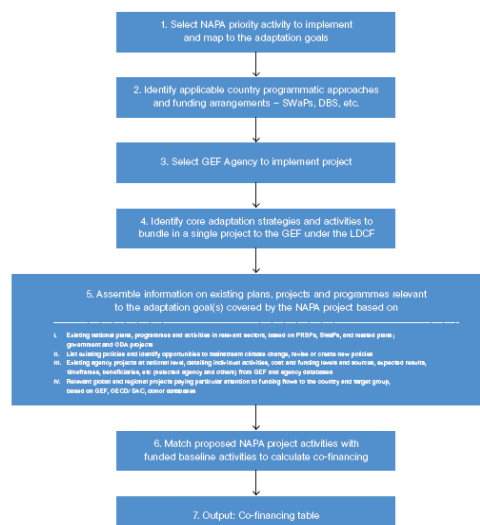 1. Select NAPA priority activity to implement
and map to the adaptation goals
2. Identify applicable country programmatic approaches
and funding arrangements – SWaPs, DBS, etc.
3. Select GEF Agency to implement project
4. Identify core adaptation strategies and activities to
bundle in a single project to the GEF under the LDCF
5. Assemble information on existing plans, projects and programmes relevant
to the adaptation goal(s) covered by the NAPA project based on
I. Existing national plans, programmes and activities in relevant sectors, based on PRSPs, SWaPs, and related plans;
government and ODA projects
II. List existing policies and identify opportunities to mainstream climate change, revise or create new policies
III. Existing agency projects at national level, detailing individual activities, cost and funding levels and sources, expected results,
timeframes, beneficiaries, etc (selected agency and others) from GEF and agency databases
IV. Relevant global and regional projects paying particular attention to funding flows to the country and target group,
based on GEF, OECD/DAC, donor databases
6. Match proposed NAPA project activities with
funded baseline activities to calculate co-financing
7. Output: Co-financing table